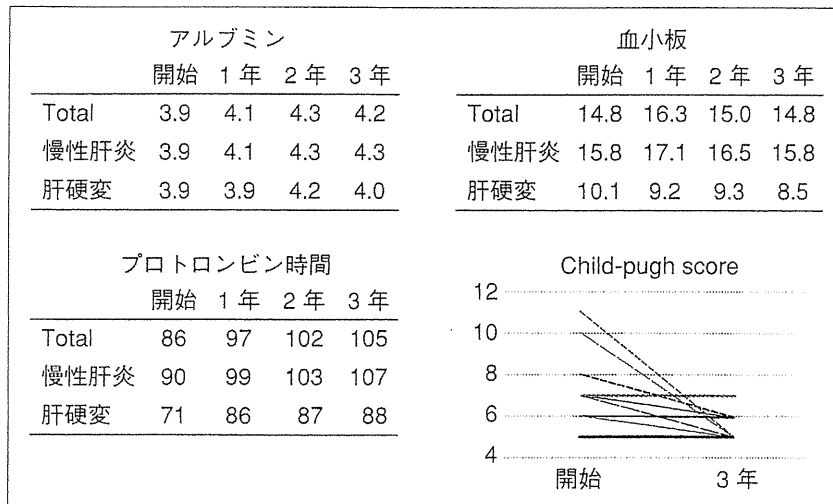 アルブミン
開始 1年 2年 3年
Total 3.9 4.1 4.3 4.2
慢性肝炎 3.9 4.1 4.3 4.3
肝硬変 3.9 3.9 4.2 4.0
血小板
開始 1年 2年 3年
Total 14.8 16.3 15.0 14.8
慢性肝炎 15.8 17.1 16.5 15.8
肝硬変 10.1 9.2 9.3 8.5
プロトロンビン時間
開始 1年 2年 3年
Total 86 97 102 105
慢性肝炎 90 99 103 107
肝硬変 71 86 87 88
Child-pugh score
12
10
8
6
4
開始 3年